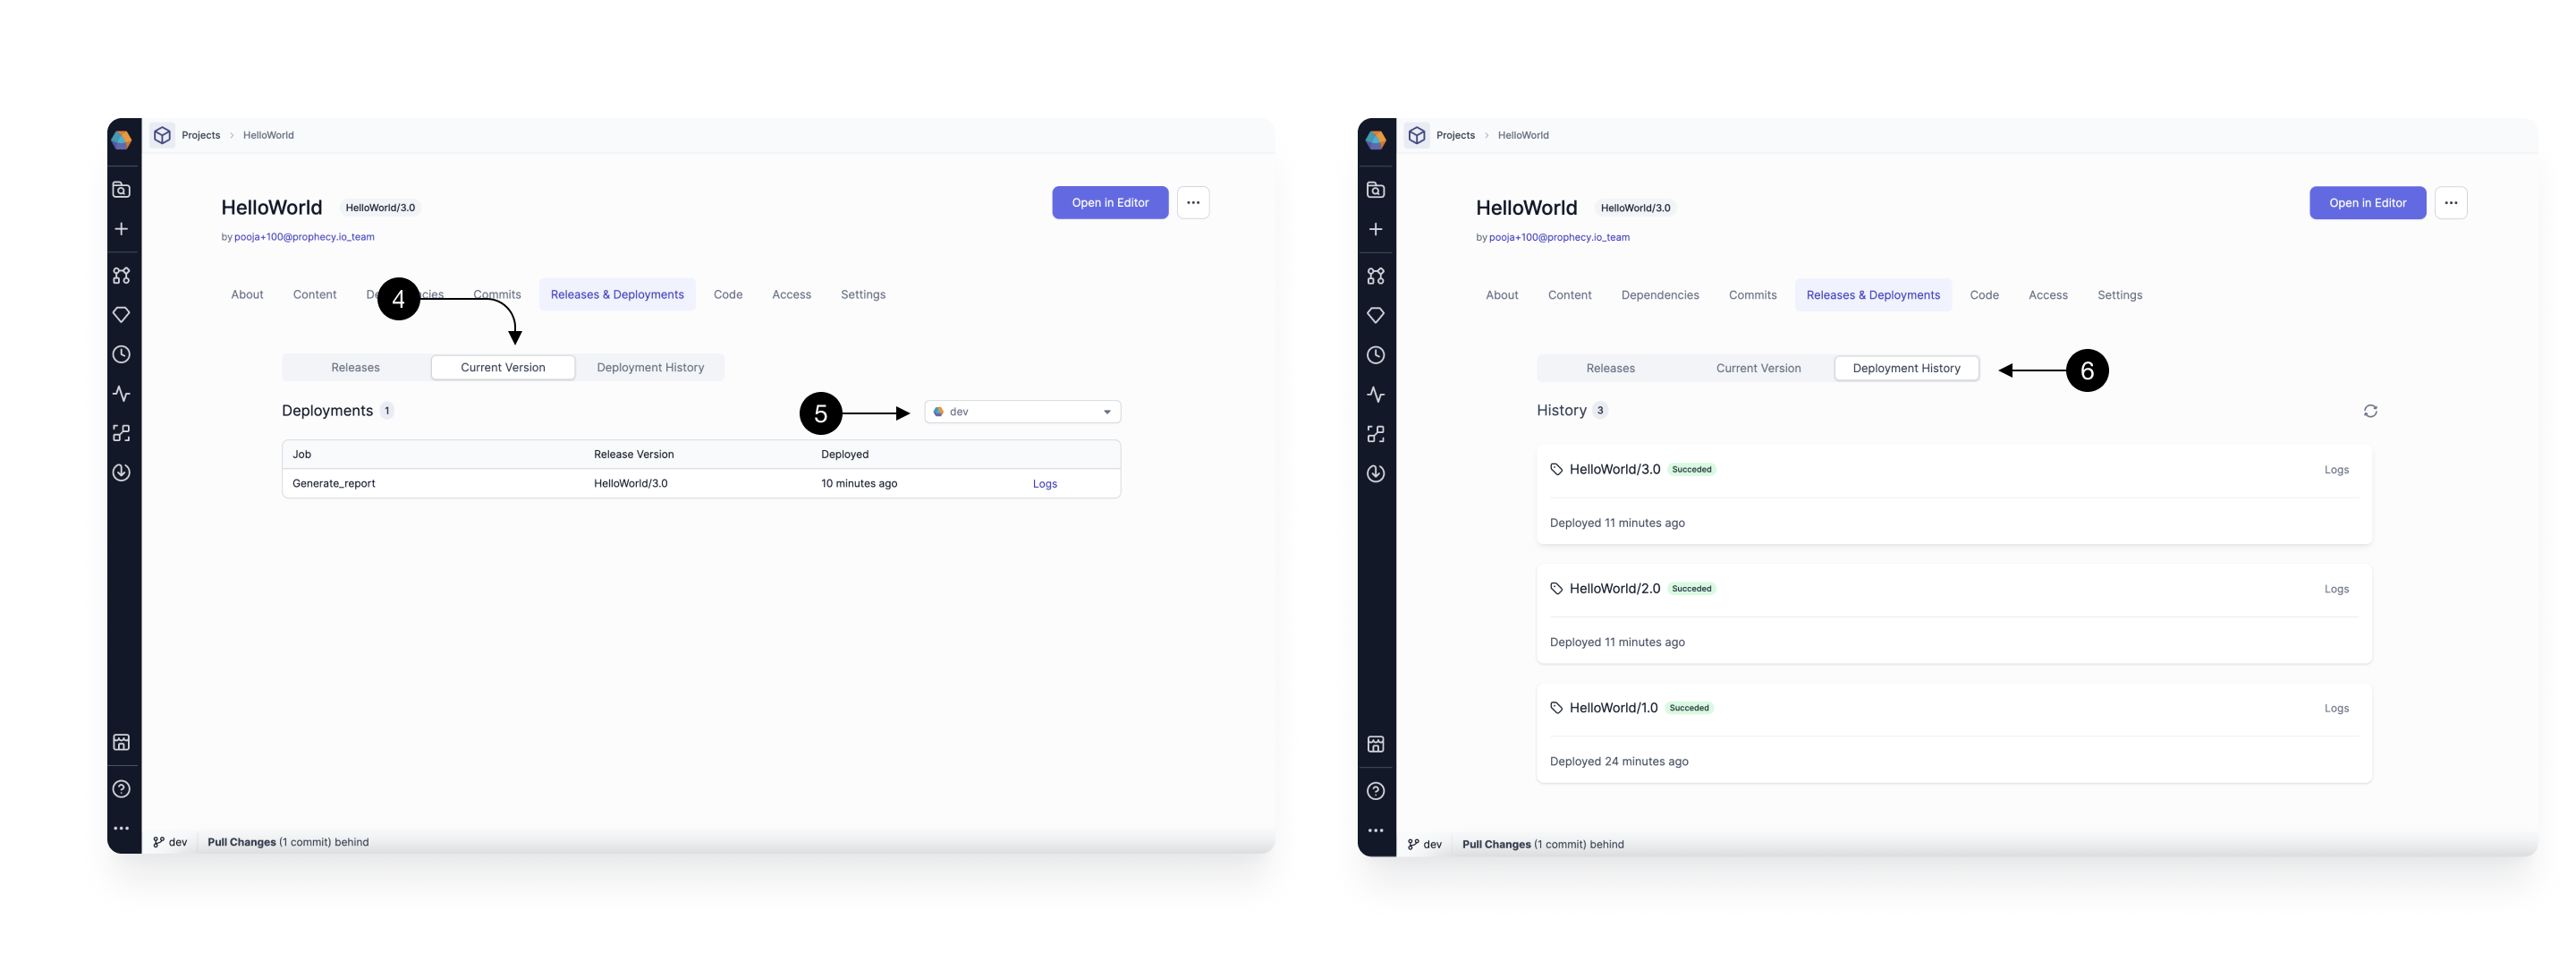 Projects > HelloWorld
HelloWorld HelloWorld/3.0
by pooja+100@prophecy.io_team
Open in Editor
About Content De cies Commits Releases & Deployments Code Access Settings
4
Releases Current Version Deployment History
Deployments 1
5
dev
Job Release Version Deployed
Generate_report HelloWorld/3.0 10 minutes ago Logs
dev Pull Changes (1 commit) behind
Projects > HelloWorld
HelloWorld HelloWorld/3.0
by pooja+100@prophecy.io_team
Open in Editor
About Content Dependencies Commits Releases & Deployments Code Access Settings
Releases Current Version Deployment History
6
History 3
HelloWorld/3.0 Succeded Logs
Deployed 11 minutes ago
HelloWorld/2.0 Succeded Logs
Deployed 11 minutes ago
HelloWorld/1.0 Succeded Logs
Deployed 24 minutes ago
dev Pull Changes (1 commit) behind